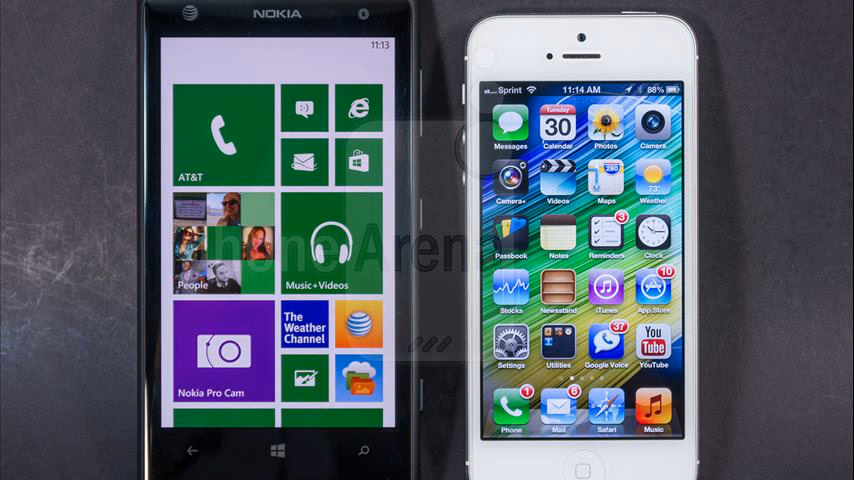 AT&T
NOKIA
11:13
:-)
AT&T
People
Music+Videos
The
Weather
Channel
Nokia Pro Cam
Phone Arena
Sprint
11:14 AM
88%
Messages
Tuesday
30
Calendar
Photos
Camera
Camera+
Videos
280
Maps
73°
Weather
Passbook
Notes
3
Reminders
Clock
Stocks
Newsstand
iTunes
10
App Store
Settings
Utilities
37
Google Voice
You
Tube
YouTube
1
Phone
6
Mail
Safari
Music